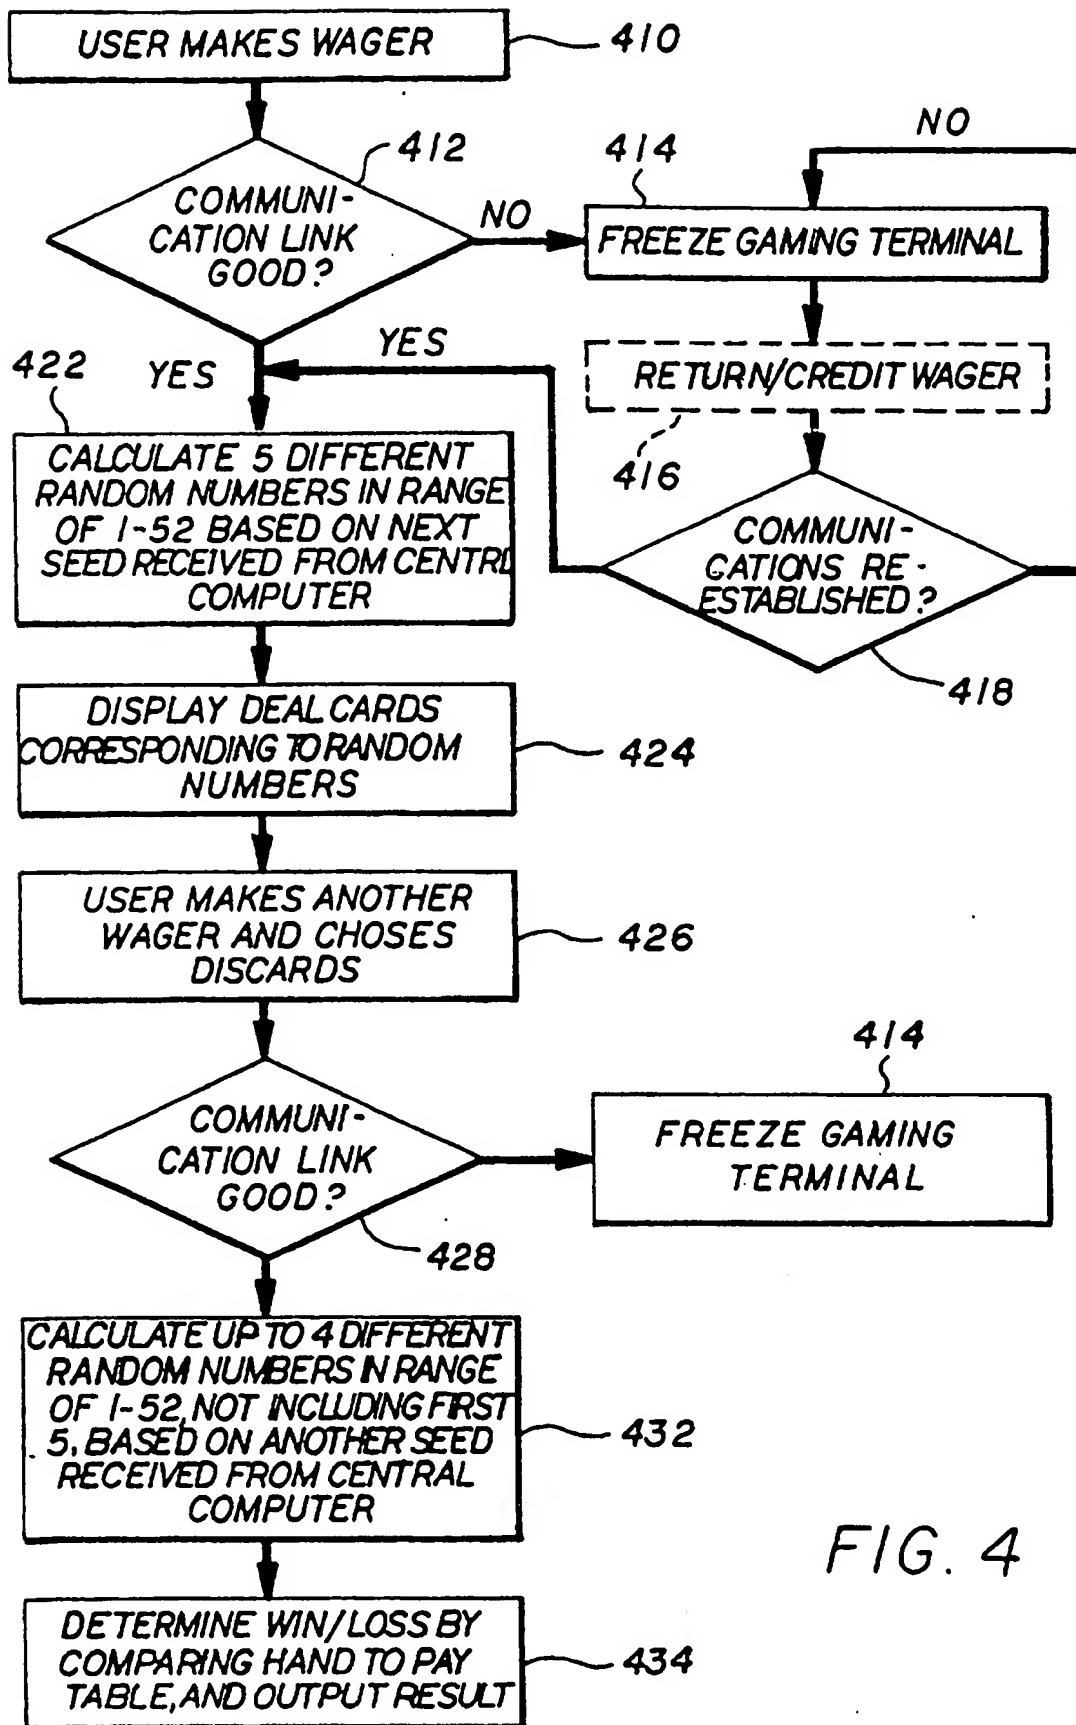 USER MAKES WAGER
410
412
COMMUNI-
CATION LINK
GOOD?
NO
414
NO
FREEZE GAMING TERMINAL
YES
YES
RETURN/CREDIT WAGER
416
422
CALCULATE 5 DIFFERENT
RANDOM NUMBERS IN RANGE
OF 1-52 BASED ON NEXT
SEED RECEIVED FROM CENTRL
COMPUTER
COMMUNI-
CATIONS RE-
ESTABLISHED?
418
DISPLAY DEAL CARDS
CORRESPONDING TO RANDOM
NUMBERS
424
USER MAKES ANOTHER
WAGER AND CHOSES
DISCARDS
426
COMMUNI-
CATION LINK
GOOD?
428
414
FREEZE GAMING
TERMINAL
CALCULATE UP TO 4 DIFFERENT
RANDOM NUMBERS IN RANGE
OF 1-52, NOT INCLUDING FIRST
5, BASED ON ANOTHER SEED
RECEIVED FROM CENTRAL
COMPUTER
432
DETERMINE WIN/LOSS BY
COMPARING HAND TO PAY
TABLE, AND OUTPUT RESULT
434
FIG. 4